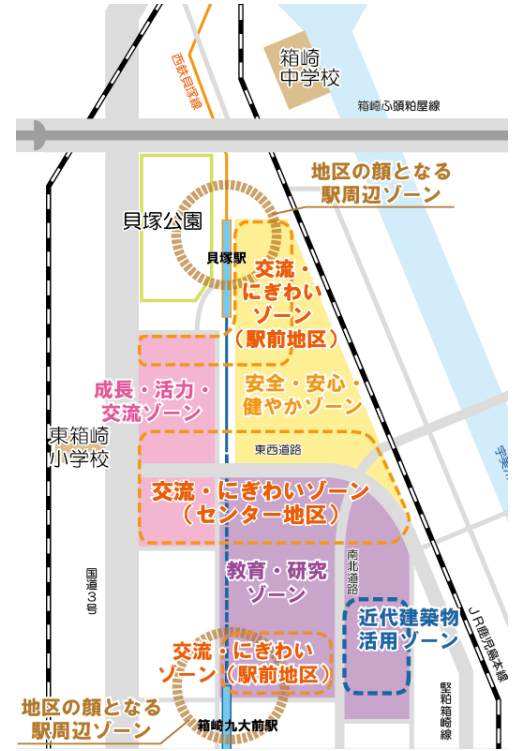 西鉄貝塚線
箱崎
中学校
箱崎ふ頭粕屋線
地区の顔となる
駅周辺ゾーン
貝塚公園
貝塚駅
交流・
にぎわい
ゾーン
(駅前地区)
成長・活力・
交流ゾーン
安全・安心・
健やかゾーン
東箱崎
小学校
東西道路
交流・にぎわいゾーン
(センター地区)
国道3号
教育・研究
ゾーン
南北道路
近代建築物
活用ゾーン
交流・にぎわい
ゾーン(駅前地区)
JR鹿児島本線
地区の顔となる
駅周辺ゾーン
箱崎九大前駅
堅粕箱崎線